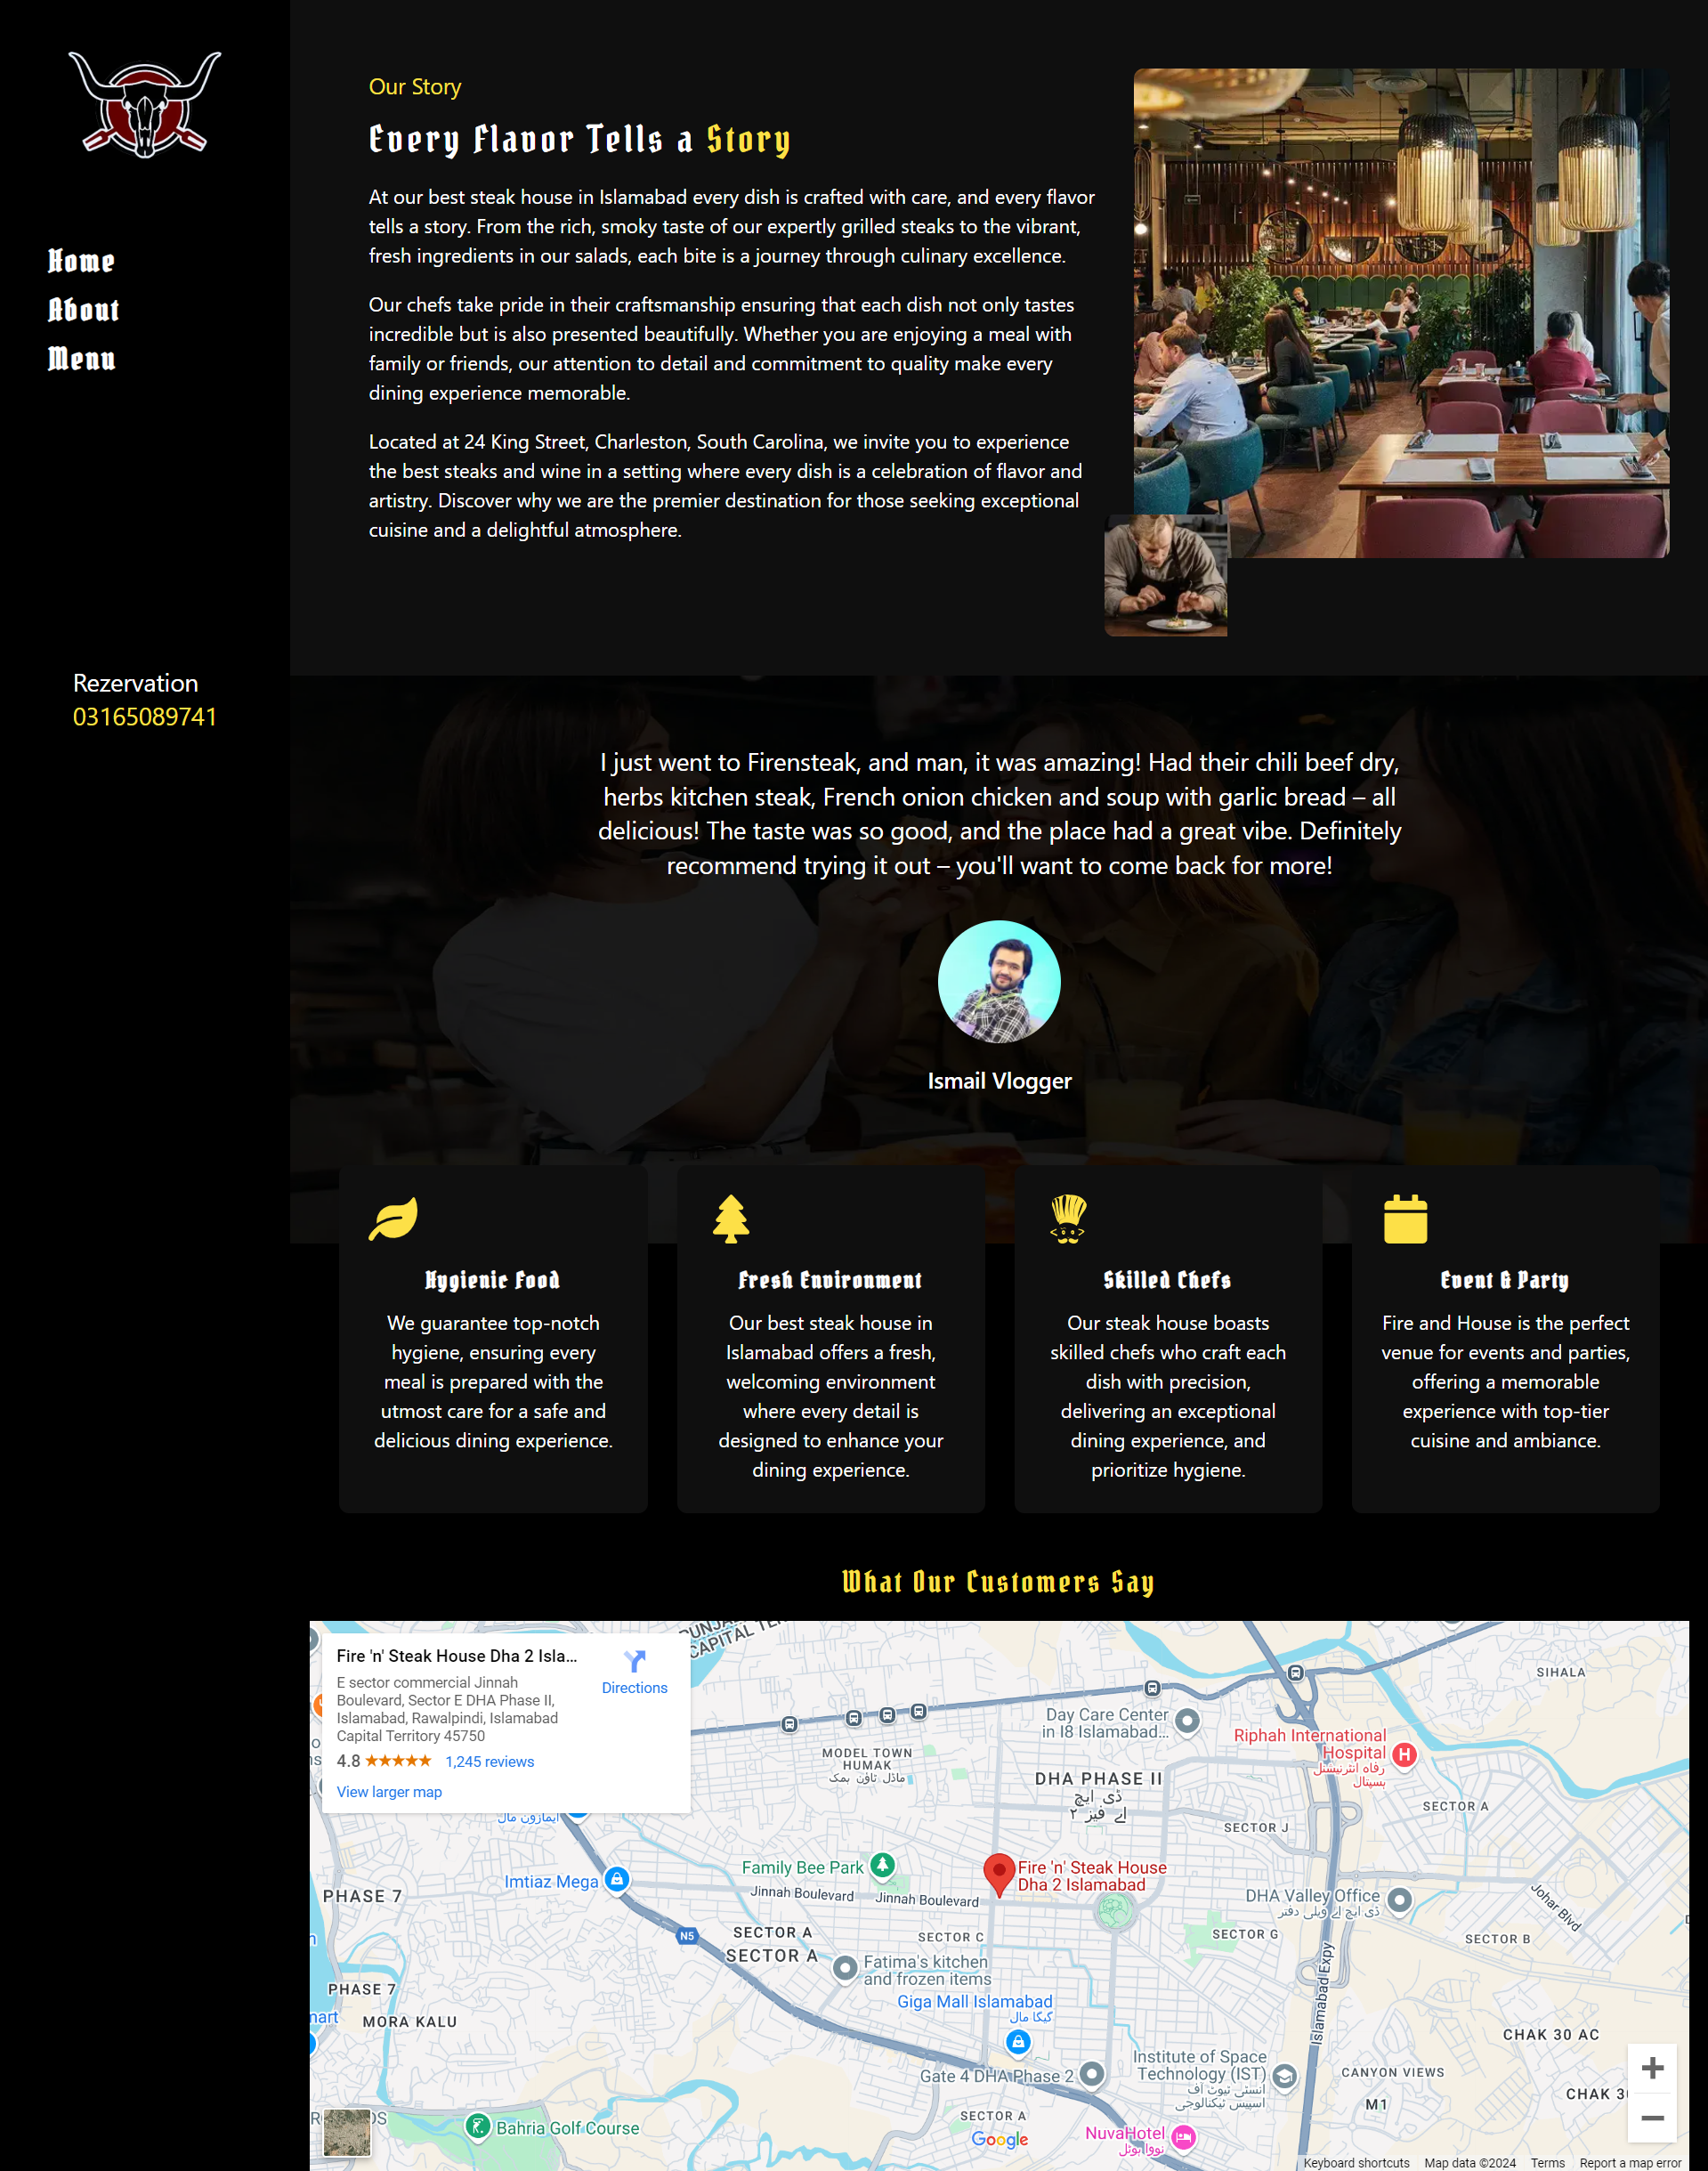 Home
About
Menu
Rezervation
03165089741
Our Story
Every Flavor Tells a Story
At our best steak house in Islamabad every dish is crafted with care, and every flavor
tells a story. From the rich, smoky taste of our expertly grilled steaks to the vibrant,
fresh ingredients in our salads, each bite is a journey through culinary excellence.
Our chefs take pride in their craftsmanship ensuring that each dish not only tastes
incredible but is also presented beautifully. Whether you are enjoying a meal with
family or friends, our attention to detail and commitment to quality make every
dining experience memorable.
Located at 24 King Street, Charleston, South Carolina, we invite you to experience
the best steaks and wine in a setting where every dish is a celebration of flavor and
artistry. Discover why we are the premier destination for those seeking exceptional
cuisine and a delightful atmosphere.
I just went to Firensteak, and man, it was amazing! Had their chili beef dry,
herbs kitchen steak, French onion chicken and soup with garlic bread – all
delicious! The taste was so good, and the place had a great vibe. Definitely
recommend trying it out – you'll want to come back for more!
Ismail Vlogger
Hygienic Food
We guarantee top-notch
hygiene, ensuring every
meal is prepared with the
utmost care for a safe and
delicious dining experience.
Fresh Environment
Our best steak house in
Islamabad offers a fresh,
welcoming environment
where every detail is
designed to enhance your
dining experience.
Skilled Chefs
Our steak house boasts
skilled chefs who craft each
dish with precision,
delivering an exceptional
dining experience, and
prioritize hygiene.
Event & Party
Fire and House is the perfect
venue for events and parties,
offering a memorable
experience with top-tier
cuisine and ambiance.
What Our Customers Say
Fire 'n' Steak House Dha 2 Isla...
Directions
E sector commercial Jinnah
Boulevard, Sector E DHA Phase II,
Islamabad, Rawalpindi, Islamabad
Capital Territory 45750
4.8 1,245 reviews
View larger map
CAPITAL
SIHALA
Day Care Center
in I8 Islamabad...
Riphah International
Hospital
H
رفاه انٹرنیشنل
ہسپتال
MODEL TOWN
HUMAK
ماڈل ٹاؤن ہمک
DHA PHASE II
ڈی ایچ
اے فیز ۲
SECTOR A
SECTOR J
ایمازون مال
Family Bee Park
Fire 'n' Steak House
Dha 2 Islamabad
Imtiaz Mega
Jinnah Boulevard
Jinnah Boulevard
PHASE 7
DHA Valley Office
ڈی ایچ اے ویلی دفتر
Johar Blvd
N5
SECTOR A
SECTOR A
SECTOR C
SECTOR G
SECTOR B
Fatima's kitchen
and frozen items
Islamabad Expy
PHASE 7
Giga Mall Islamabad
گیگا مال
MORA KALU
CHAK 30 AC
Institute of Space
Technology (IST)
انسٹی ٹیوٹ آف
اسپیس ٹیکنالوجی
Gate 4 DHA Phase 2
CANYON VIEWS
CHAK
M1
SECTOR A
Bahria Golf Course
Google
NuvaHotel
نووا ہوٹل
Keyboard shortcuts Map data ©2024 Terms Report a map error